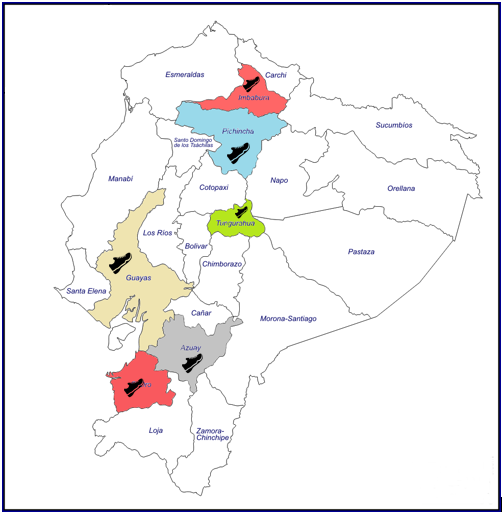 Esmeraldas
Carchi
Imbabura
Pichincha
Sucumbíos
Santo Domingo
de los Tsáchilas
Manabí
Cotopaxi
Napo
Orellana
Los Ríos
Tungurahua
Bolívar
Pastaza
Chimborazo
Guayas
Santa Elena
Cañar
Morona-Santiago
Azuay
Loja
Zamora-
Chinchipe